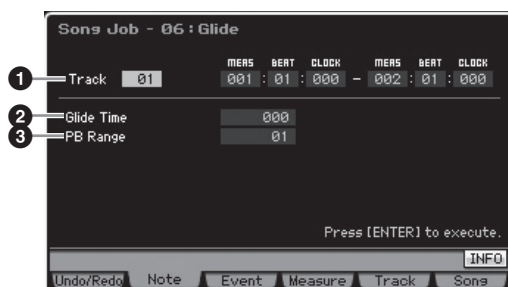 Song Job - 06:Glide
MEAS BEAT CLOCK MEAS BEAT CLOCK
1 Track 01 001 : 01 : 000 - 002 : 01 : 000
2 Glide Time 000
3 PB Range 01
Press [ENTER] to execute.
INFO
Undo/Redo Note Event Measure Track Song